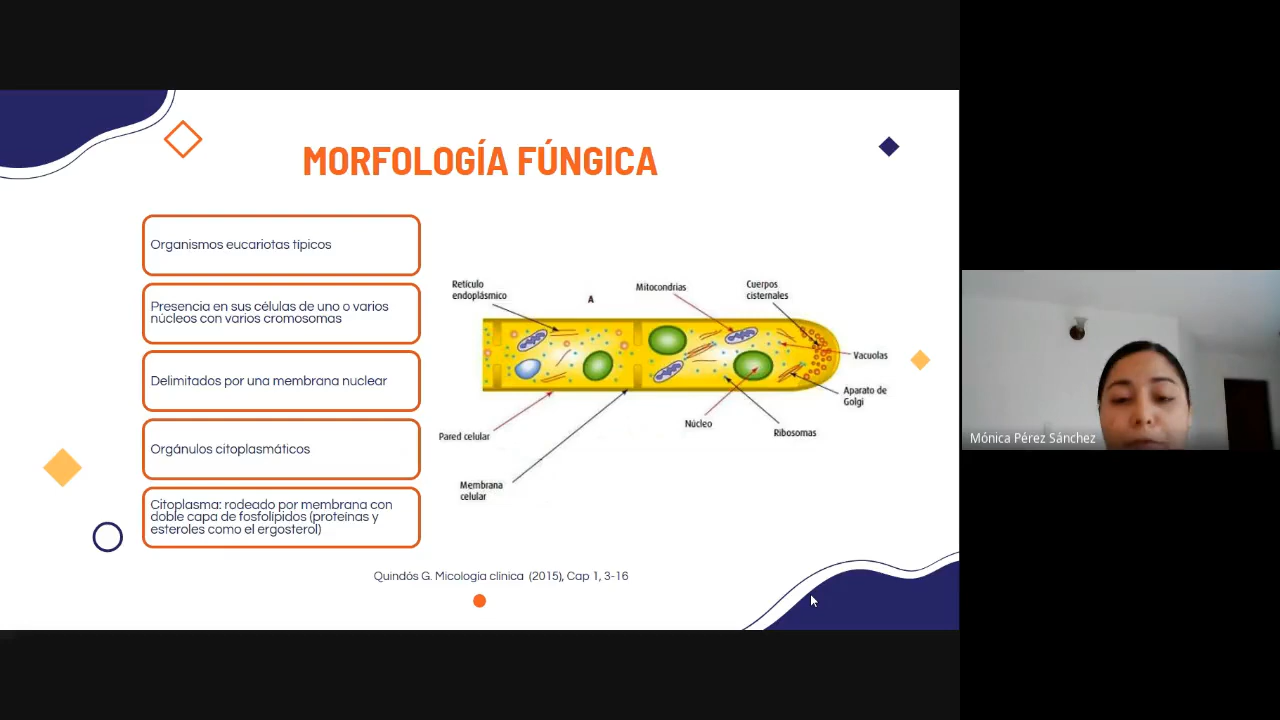 MORFOLOGÍA FÚNGICA
Organismos eucariotas típicos
Presencia en sus células de uno o varios
núcleos con varios cromosomas
Delimitados por una membrana nuclear
Orgánulos citoplasmáticos
Citoplasma: rodeado por membrana con
doble capa de fosfolípidos (proteínas y
esteroles como el ergosterol)
Retículo
endoplásmico
A
Mitocondrias
Cuerpos
cisternales
Vacuolas
Aparato de
Golgi
Núcleo
Ribosomas
Pared celular
Membrana
celular
Quindós G. Micología clínica (2015), Cap 1, 3-16
Mónica Pérez Sánchez